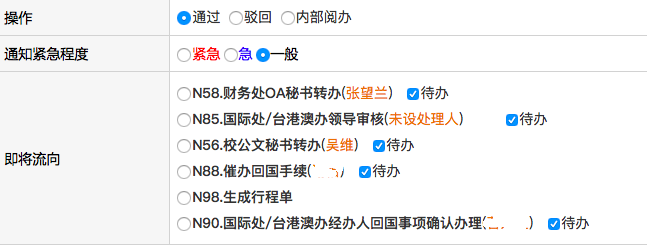 操作 通过 驳回 内部阅办
通知紧急程度 紧急 急 一般
即将流向
N58.财务处OA秘书转办(张望兰) 待办
N85.国际处/台港澳办领导审核(未设处理人) 待办
N56.校公文秘书转办(吴维) 待办
N88.催办回国手续( ) 待办
N98.生成行程单
N90.国际处/台港澳办经办人回国事项确认办理( ) 待办